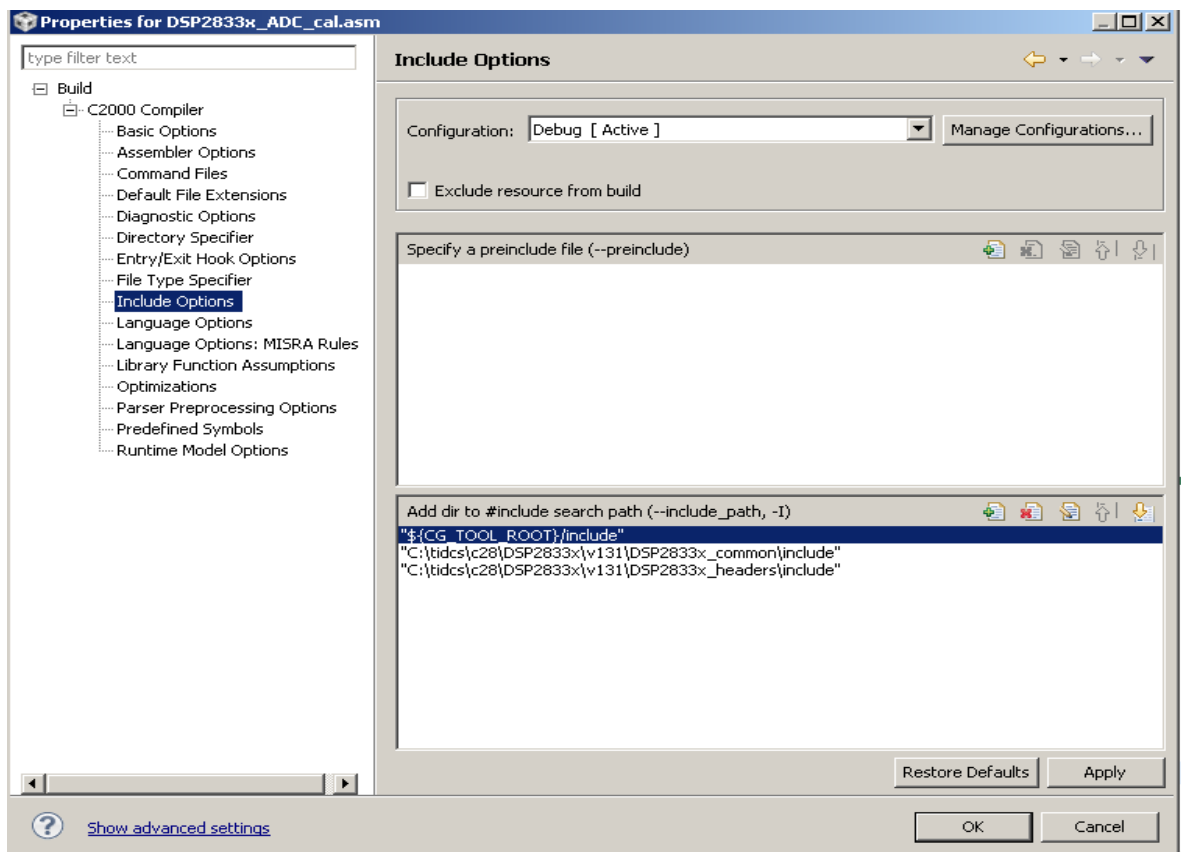 Properties for DSP2833x_ADC_cal.asm
type filter text
Build
C2000 Compiler
Basic Options
Assembler Options
Command Files
Default File Extensions
Diagnostic Options
Directory Specifier
Entry/Exit Hook Options
File Type Specifier
Include Options
Language Options
Language Options: MISRA Rules
Library Function Assumptions
Optimizations
Parser Preprocessing Options
Predefined Symbols
Runtime Model Options
Include Options
Configuration: Debug [ Active ] Manage Configurations...
Exclude resource from build
Specify a preinclude file (--preinclude)
Add dir to #include search path (--include_path, -I)
"${CG_TOOL_ROOT}/include"
"C:\tidcs\c28\DSP2833x\v131\DSP2833x_common\include"
"C:\tidcs\c28\DSP2833x\v131\DSP2833x_headers\include"
Restore Defaults Apply
? Show advanced settings
OK Cancel